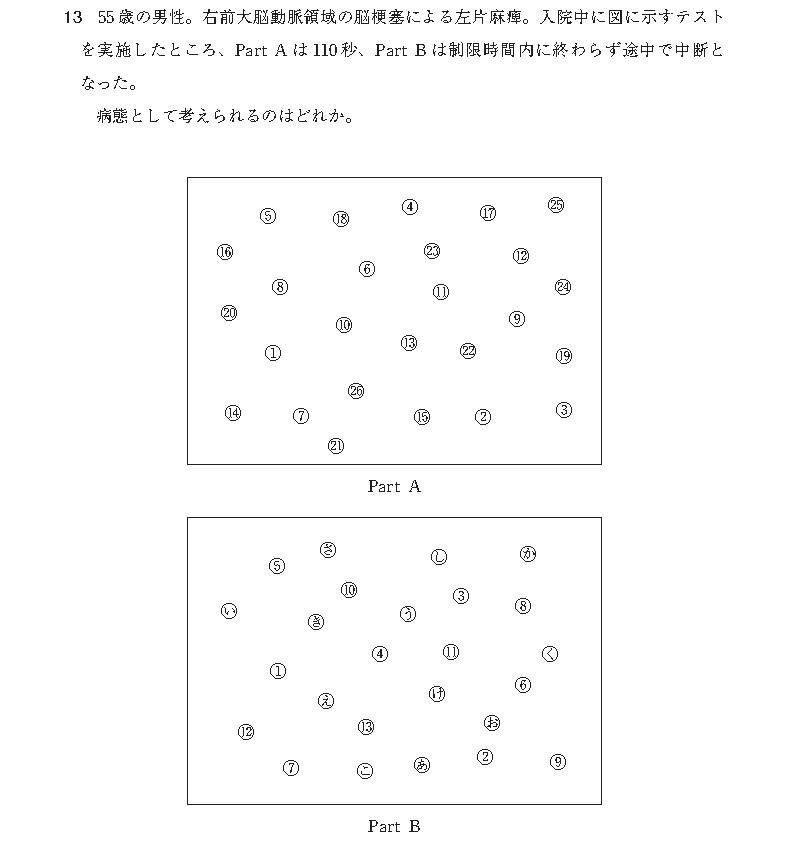 13 55歳の男性。右前大脳動脈領域の脳梗塞による左片麻痺。入院中に図に示すテスト
を実施したところ、Part A は 110 秒、Part B は制限時間内に終わらず途中で中断と
なった。
病態として考えられるのはどれか。
⑤ ⑱ ④ ⑰ ㉕
⑯ ㉓ ⑫
⑧ ⑥ ⑪ ㉔
⑳ ⑩ ⑨
① ⑬ ㉒ ⑲
㉖
⑭ ⑦ ⑮ ② ③
㉑
Part A
⑤ さ し か
い ⑩ う ③ ⑧
き
④ ⑪ く
① え け ⑥
⑫ ⑬ お
⑦ こ あ ② ⑨
Part B